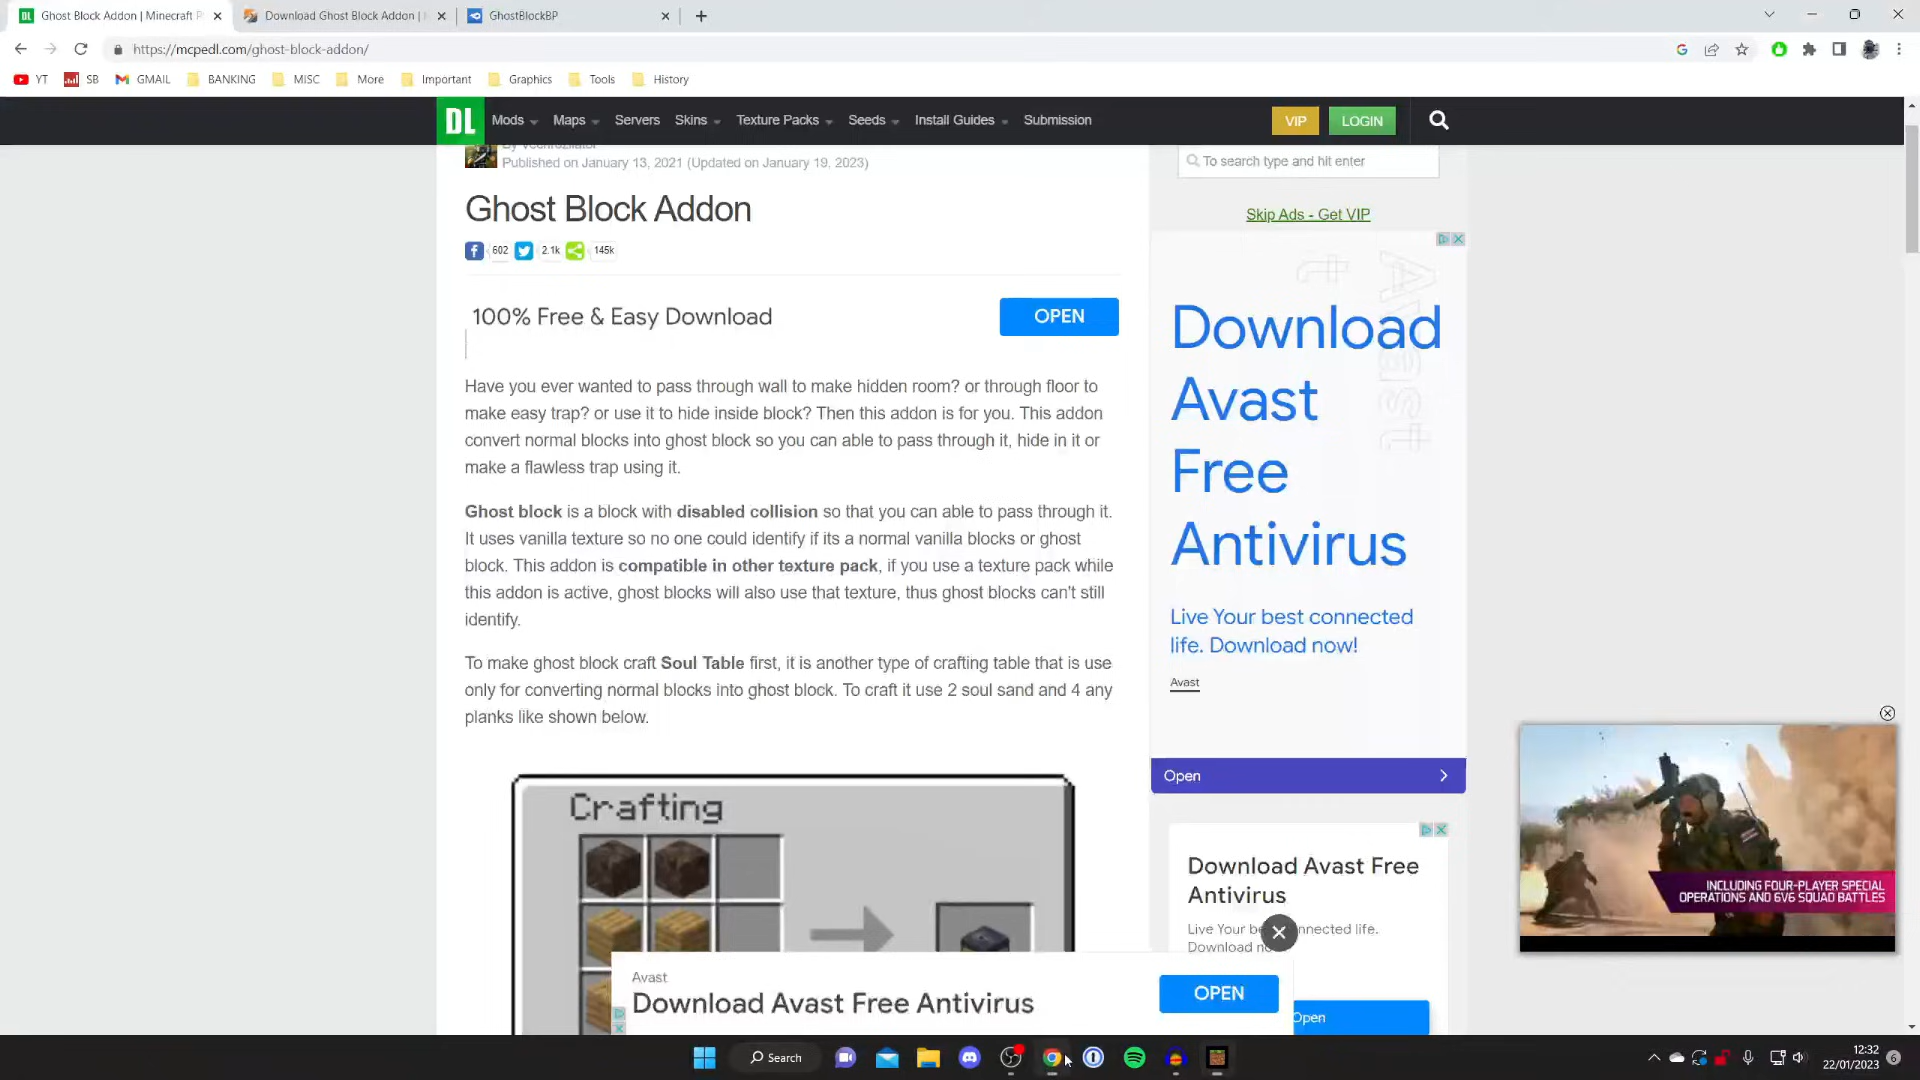 Ghost Block Addon | Minecraft P
Download Ghost Block Addon |
GhostBlockBP
https://mcpedl.com/ghost-block-addon/
YT
SB
GMAIL
BANKING
MISC
More
Important
Graphics
Tools
History
DL
Mods
Maps
Servers
Skins
Texture Packs
Seeds
Install Guides
Submission
VIP
LOGIN
Published on January 13, 2021 (Updated on January 19, 2023)
Ghost Block Addon
602
2.1k
145k
100% Free & Easy Download
OPEN
Have you ever wanted to pass through wall to make hidden room? or through floor to
make easy trap? or use it to hide inside block? Then this addon is for you. This addon
convert normal blocks into ghost block so you can able to pass through it, hide in it or
make a flawless trap using it.
Ghost block is a block with disabled collision so that you can able to pass through it.
It uses vanilla texture so no one could identify if its a normal vanilla blocks or ghost
block. This addon is compatible in other texture pack, if you use a texture pack while
this addon is active, ghost blocks will also use that texture, thus ghost blocks can't still
identify.
To make ghost block craft Soul Table first, it is another type of crafting table that is use
only for converting normal blocks into ghost block. To craft it use 2 soul sand and 4 any
planks like shown below.
Crafting
To search type and hit enter
Skip Ads - Get VIP
Avast
Download
Avast
Free
Antivirus
Live Your best connected
life. Download now!
Avast
Open
Download Avast Free
Antivirus
Live Your be nnected life.
Download no
Open
INCLUDING FOUR-PLAYER SPECIAL
OPERATIONS AND 6V6 SQUAD BATTLES
Avast
Download Avast Free Antivirus
OPEN
Search
12:32
22/01/2023
6